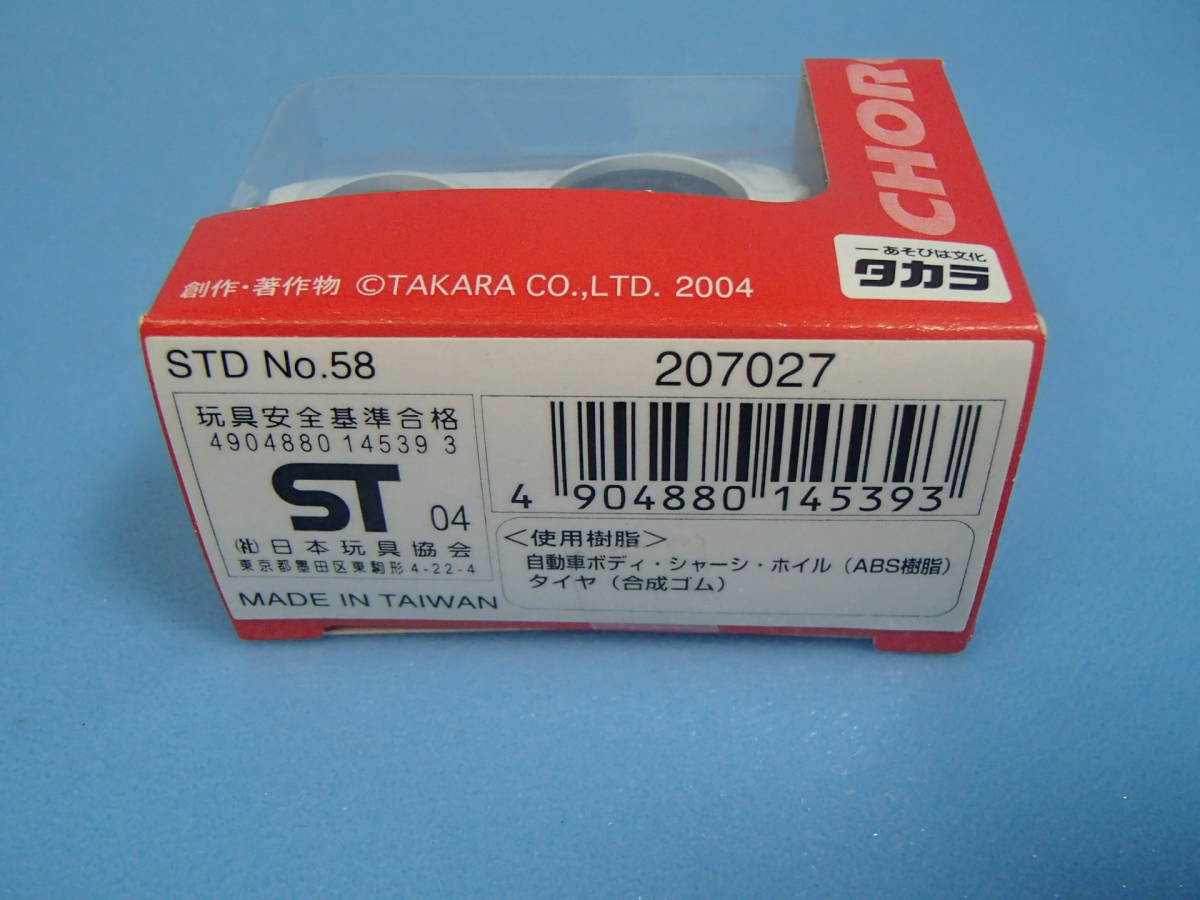 CHOR
一あそびは文化
タカラ
創作・著作物 ©TAKARA CO.,LTD. 2004
STD No.58
207027
玩具安全基準合格
4904880 14539 3
ST 04
(社)日本玩具協会
東京都墨田区東駒形4-22-4
MADE IN TAIWAN
4 904880 145393
<使用樹脂>
自動車ボディ・シャーシ・ホイル(ABS樹脂)
タイヤ(合成ゴム)